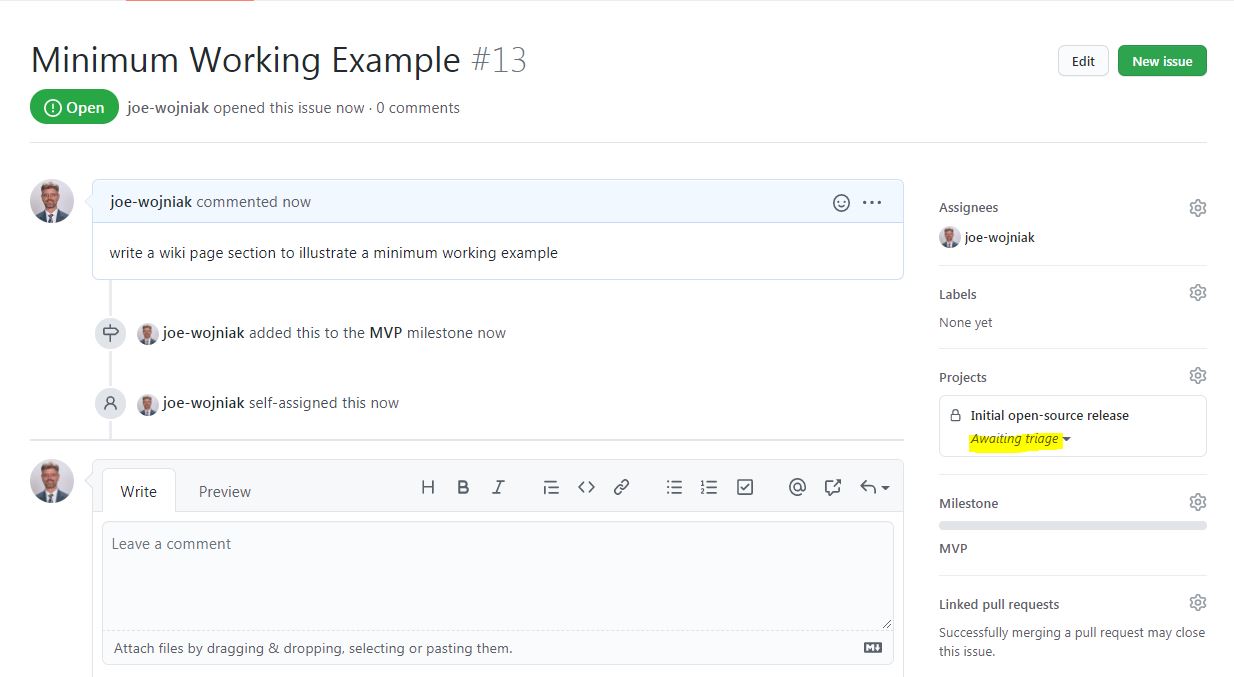 Minimum Working Example #13
Edit
New issue
Open
joe-wojniak opened this issue now · 0 comments
joe-wojniak commented now
write a wiki page section to illustrate a minimum working example
joe-wojniak added this to the MVP milestone now
joe-wojniak self-assigned this now
Write
Preview
H B I
Leave a comment
Attach files by dragging & dropping, selecting or pasting them.
Assignees
joe-wojniak
Labels
None yet
Projects
Initial open-source release
Awaiting triage
Milestone
MVP
Linked pull requests
Successfully merging a pull request may close
this issue.